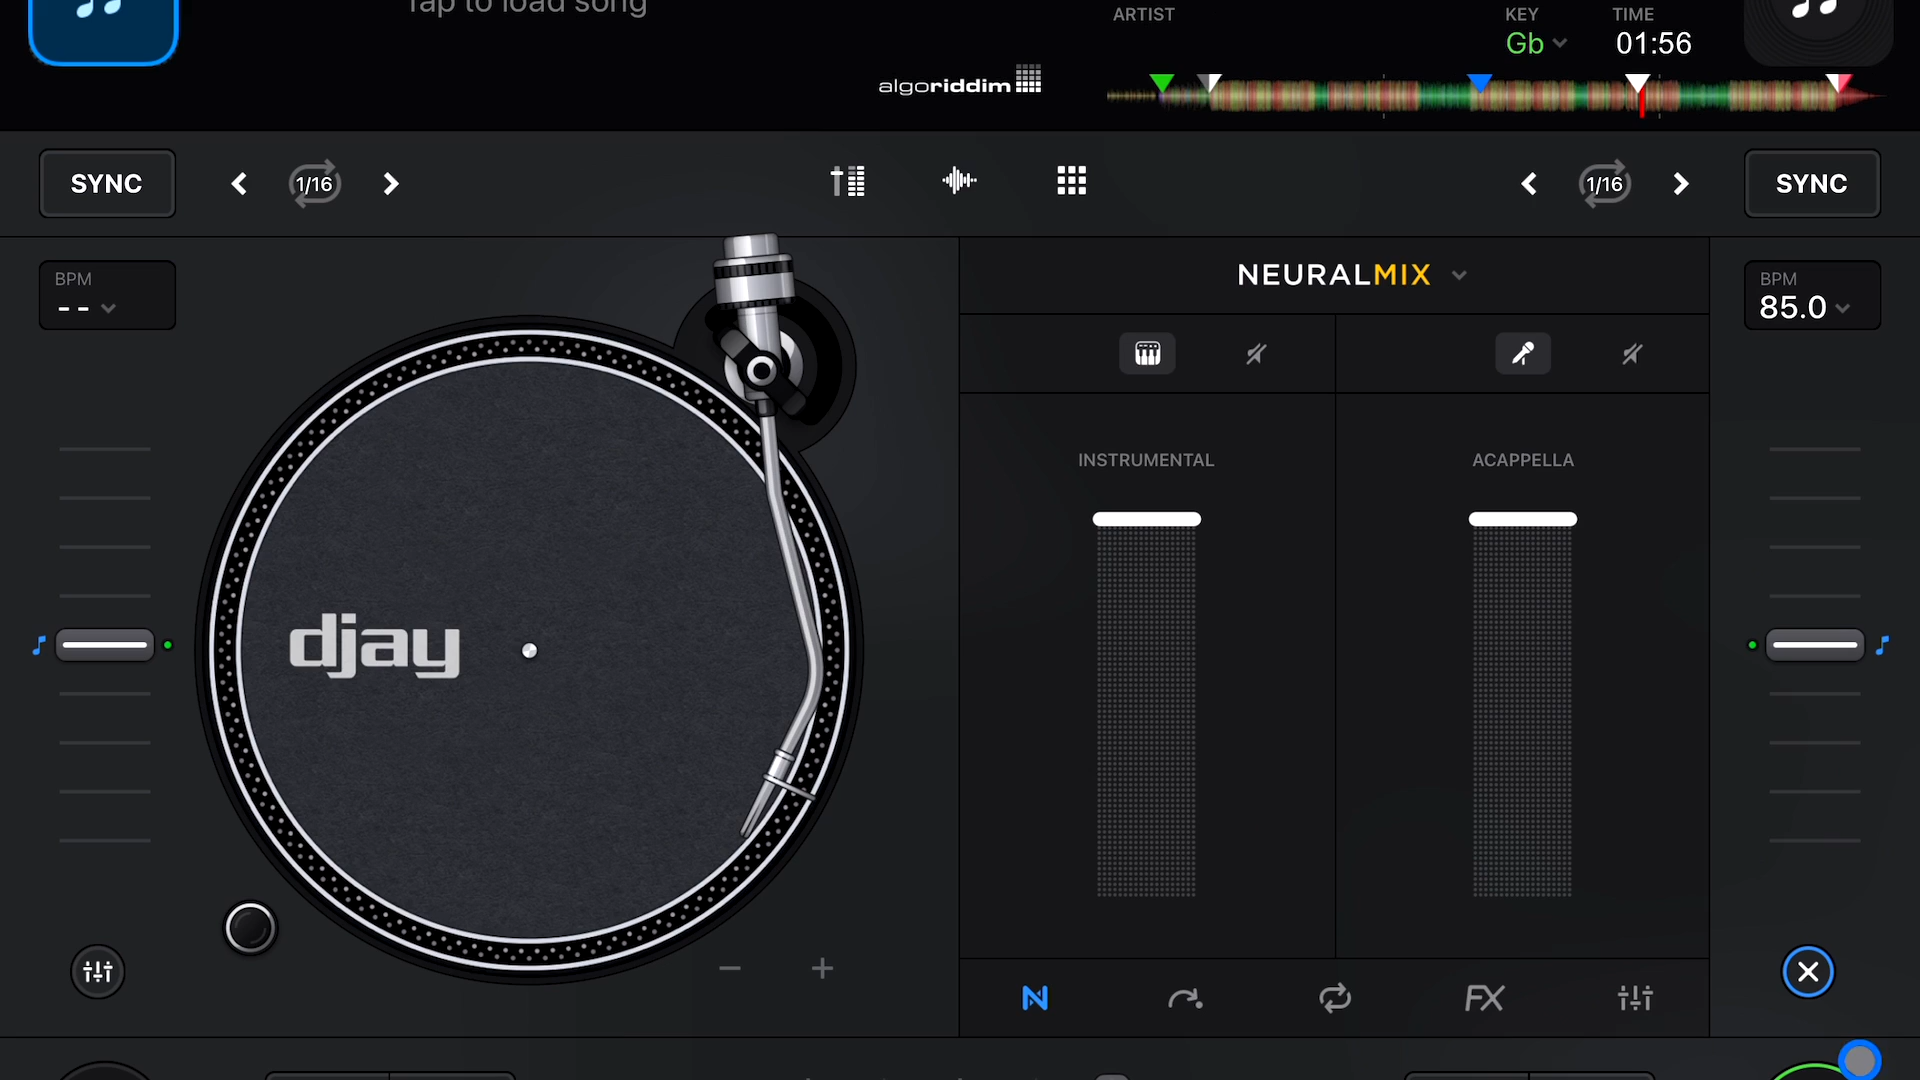 Tap to load song
ARTIST
KEY
TIME
Gb
01:56
algoriddim
SYNC
1/16
1/16
SYNC
BPM
--
NEURALMIX
BPM
85.0
INSTRUMENTAL
ACAPPELLA
djay
FX